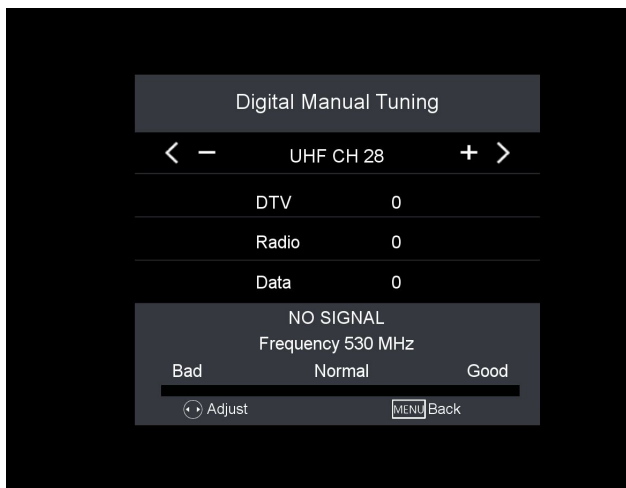 Digital Manual Tuning
< − UHF CH 28 + >
DTV 0
Radio 0
Data 0
NO SIGNAL
Frequency 530 MHz
Bad Normal Good
Adjust MENU Back